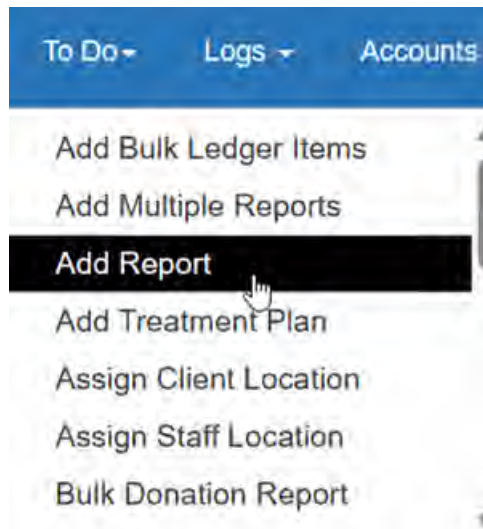 To Do Logs Accounts
Add Bulk Ledger Items
Add Multiple Reports
Add Report
Add Treatment Plan
Assign Client Location
Assign Staff Location
Bulk Donation Report